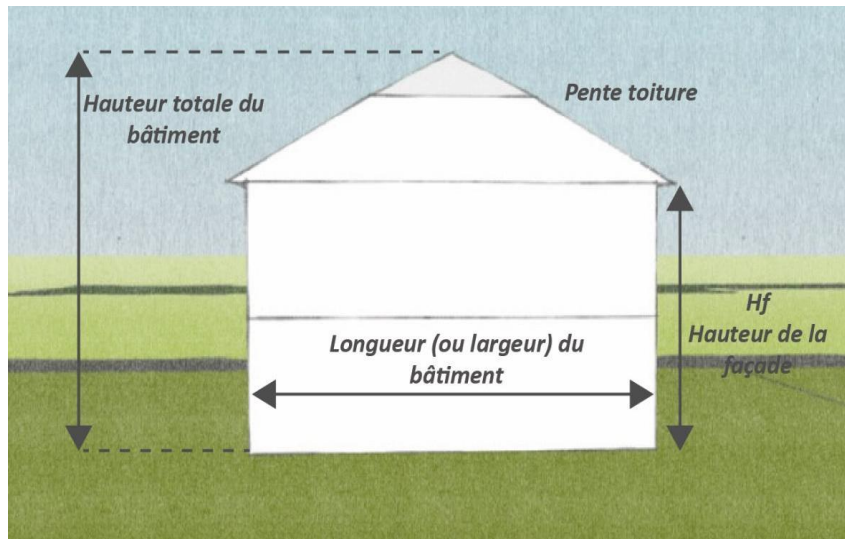 Hauteur totale du
bâtiment
Pente toiture
Hf
Hauteur de la
façade
Longueur (ou largeur) du
bâtiment